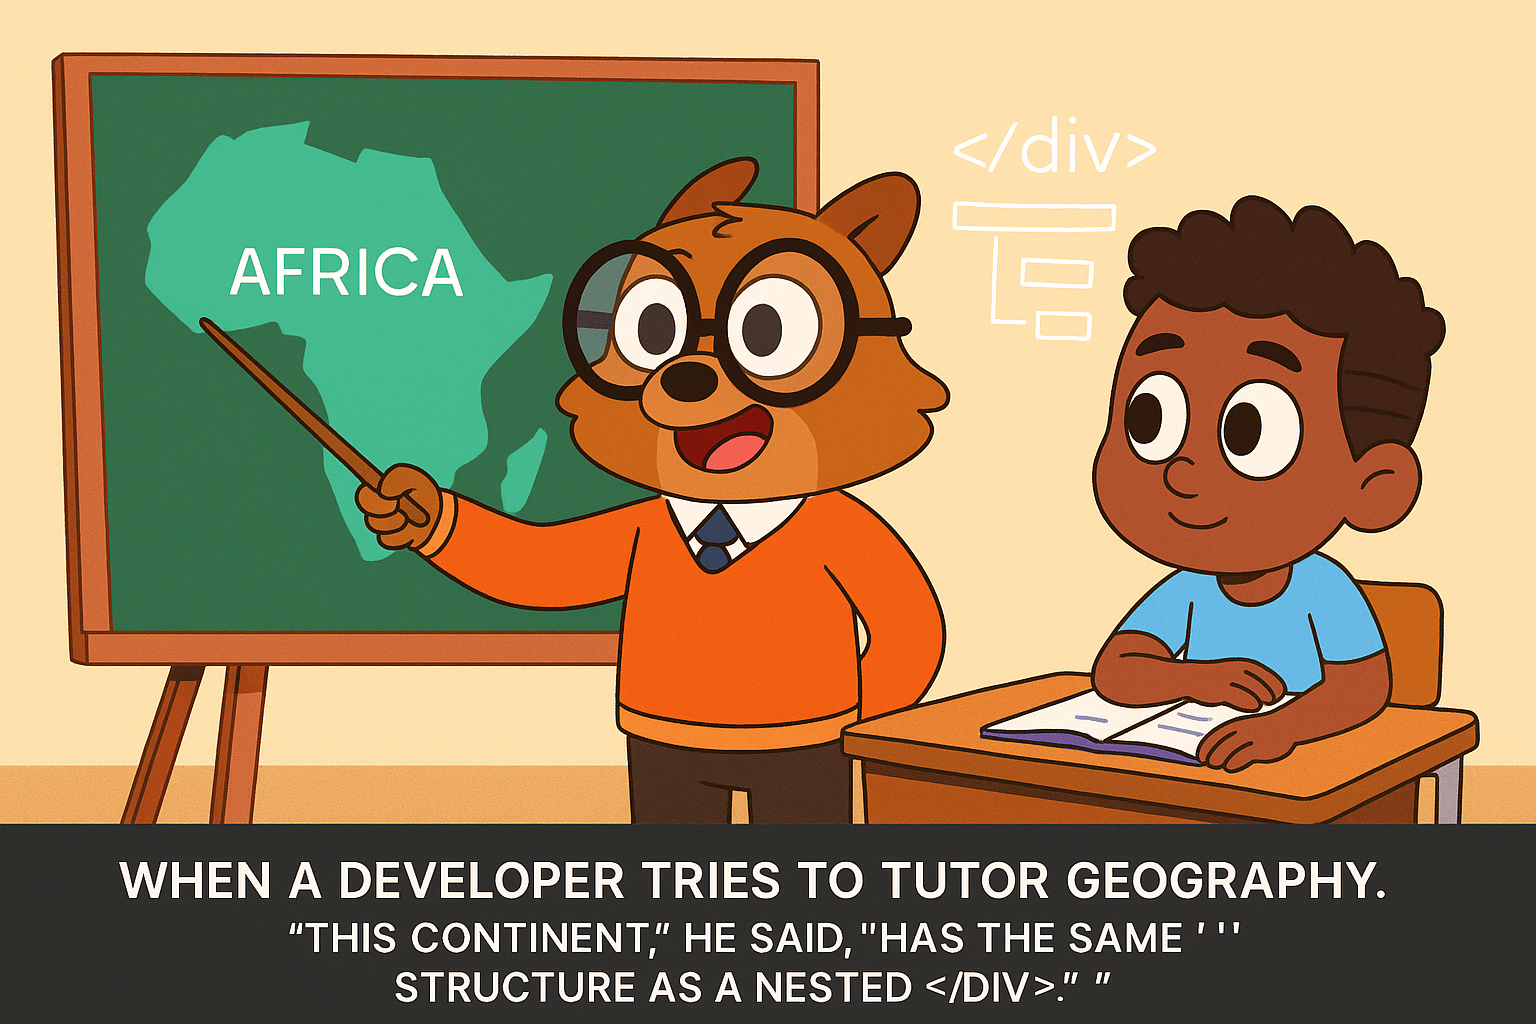 AFRICA
</div>
WHEN A DEVELOPER TRIES TO TUTOR GEOGRAPHY.
“THIS CONTINENT,” HE SAID, "HAS THE SAME ' ' '
STRUCTURE AS A NESTED </DIV>.” ”